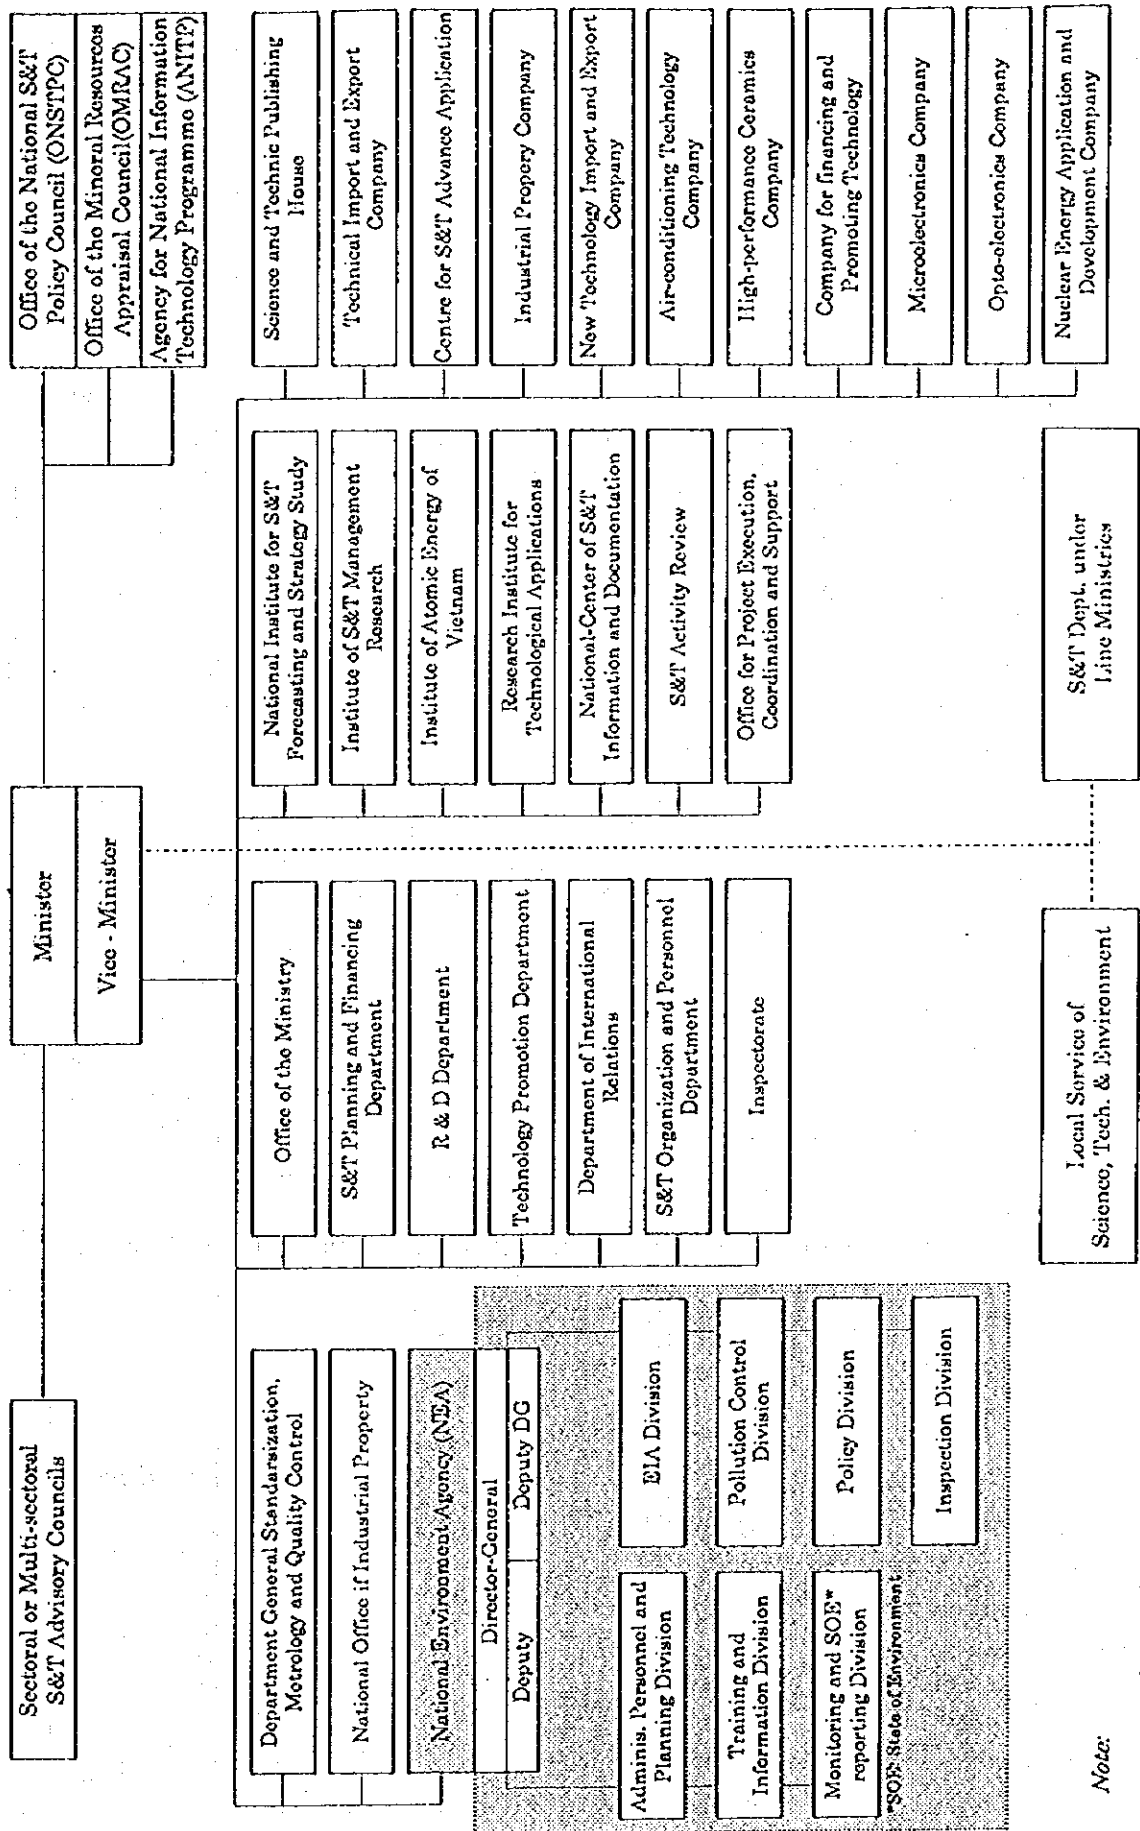 Sectoral or Multi-sectoral
S&T Advisory Councils
Minister
Vice - Minister
Office of the National S&T
Policy Council (ONSTPC)
Office of the Mineral Resources
Appraisal Council(OMRAC)
Agency for National Information
Technology Programme (ANITP)
Department General Standarsization,
Metrology and Quality Control
National Office if Industrial Property
National Environment Agency (NEA)
Director-General
Deputy
Deputy DG
Adminis. Personnel and
Planning Division
Training and
Information Division
Monitoring and SOE*
reporting Division
*SOE: State of Environment
EIA Division
Pollution Control
Division
Policy Division
Inspection Division
Office of the Ministry
S&T Planning and Financing
Department
R & D Department
Technology Promotion Department
Department of International
Relations
S&T Organization and Personnel
Department
Inspectorate
National Institute for S&T
Forecasting and Strategy Study
Institute of S&T Management
Research
Institute of Atomic Energy of
Vietnam
Research Institute for
Technological Applications
National-Center of S&T
Information and Documentation
S&T Activity Review
Office for Project Execution,
Coordination and Support
Science and Technic Publishing
House
Technical Import and Export
Company
Centre for S&T Advance Application
Industrial Propery Company
New Technology Import and Export
Company
Air-conditioning Technology
Company
High-performance Ceramics
Company
Company for financing and
Promoting Technology
Microelectronics Company
Opto-electronics Company
Nuclear Energy Application and
Development Company
Local Service of
Science, Tech. & Environment
S&T Dept. under
Line Ministries
Note: